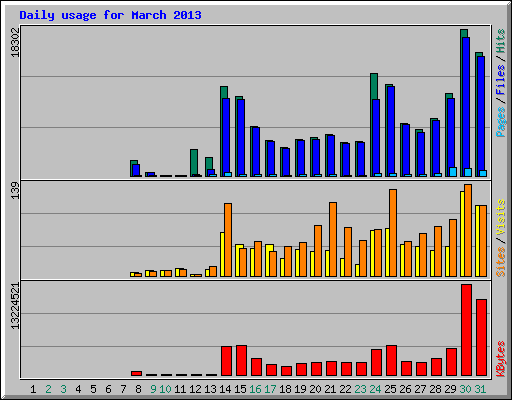 Daily usage for March 2013
18302
Pages / Files / Hits
139
Sites / Visits
13224521
KBytes
1 2 3 4 5 6 7 8 9 10 11 12 13 14 15 16 17 18 19 20 21 22 23 24 25 26 27 28 29 30 31